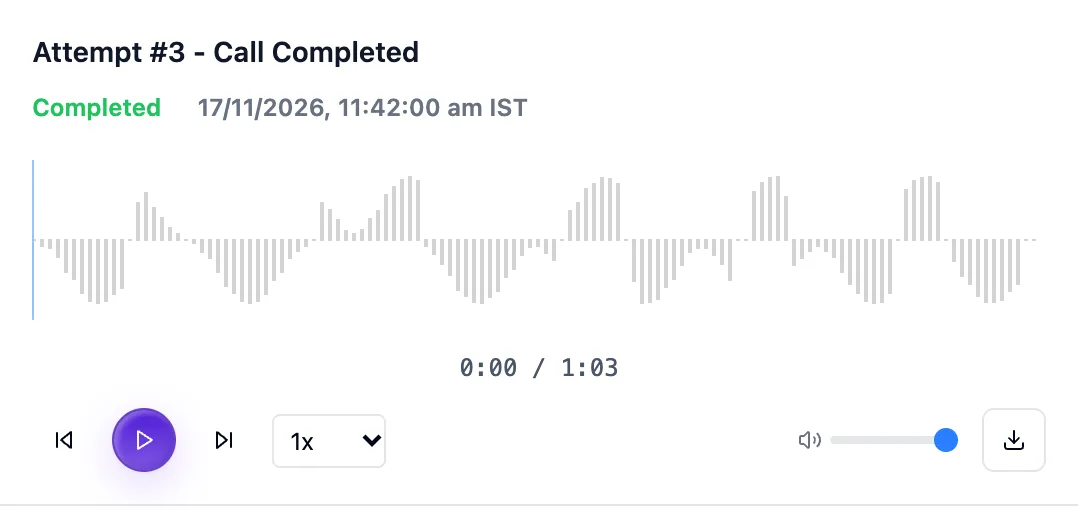 Attempt #3 - Call Completed
Completed 17/11/2026, 11:42:00 am IST
0:00 / 1:03
1x